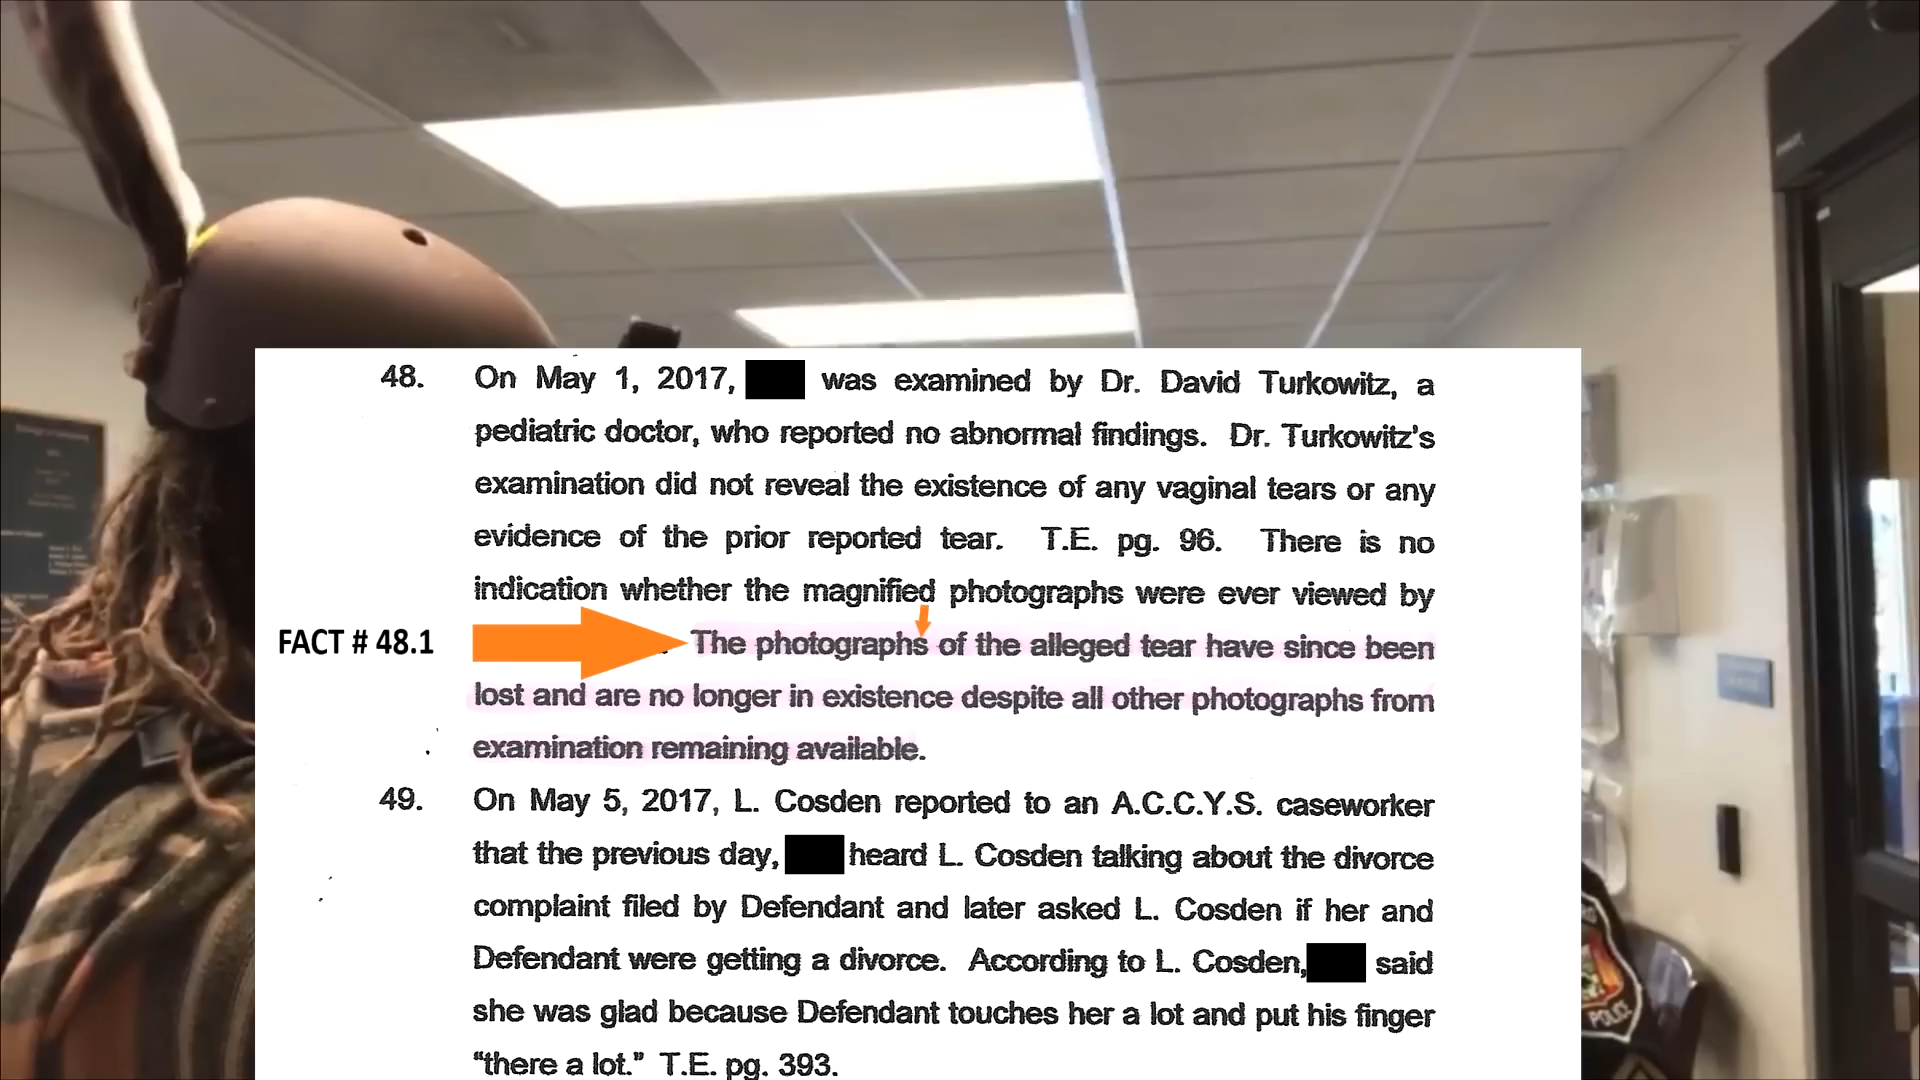 48. On May 1, 2017, was examined by Dr. David Turkowitz, a
pediatric doctor, who reported no abnormal findings. Dr. Turkowitz's
examination did not reveal the existence of any vaginal tears or any
evidence of the prior reported tear. T.E. pg. 96. There is no
indication whether the magnified photographs were ever viewed by
FACT # 48.1 The photographs of the alleged tear have since been
lost and are no longer in existence despite all other photographs from
examination remaining available.
49. On May 5, 2017, L. Cosden reported to an A.C.C.Y.S. caseworker
that the previous day, heard L. Cosden talking about the divorce
complaint filed by Defendant and later asked L. Cosden if her and
Defendant were getting a divorce. According to L. Cosden, said
she was glad because Defendant touches her a lot and put his finger
"there a lot." T.E. pg. 393.
POLICE